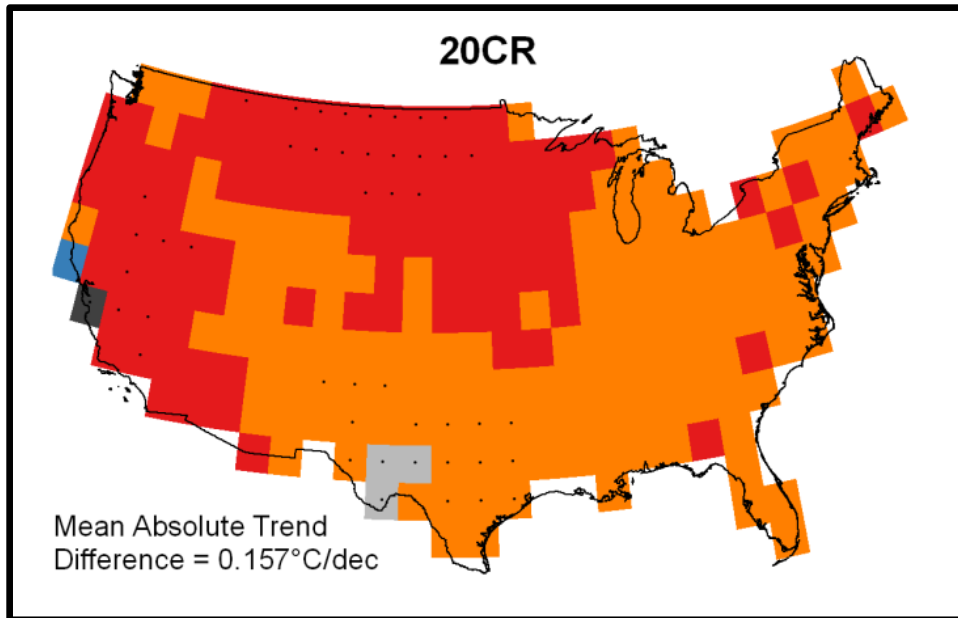 20CR
Mean Absolute Trend
Difference = 0.157°C/dec